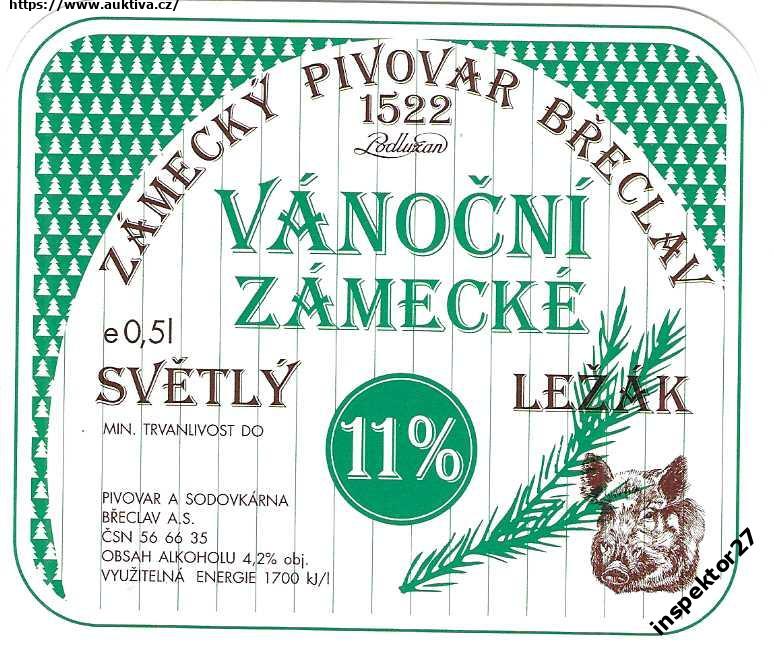 https://www.auktiva.cz/
ZÁMECKÝ PIVOVAR BŘECLAV
1522
Podlužan
VÁNOČNÍ
ZÁMECKÉ
e 0,5l
SVĚTLÝ LEŽÁK
11%
MIN. TRVANLIVOST DO
PIVOVAR A SODOVKÁRNA
BŘECLAV A.S.
ČSN 56 66 35
OBSAH ALKOHOLU 4,2% obj.
VYUŽITELNÁ ENERGIE 1700 kJ/l
inspektor27